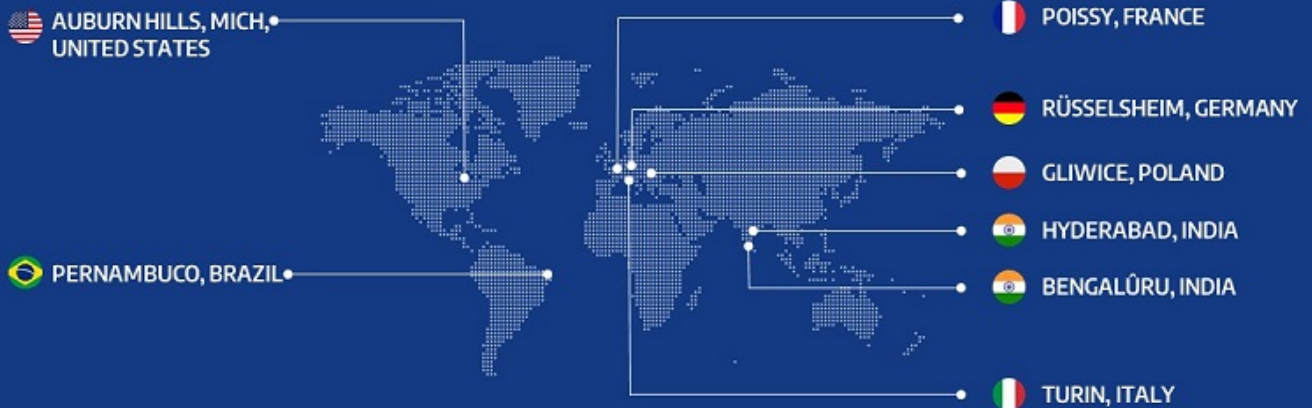 AUBURN HILLS, MICH,
UNITED STATES
PERNAMBUCO, BRAZIL
POISSY, FRANCE
RÜSSELSHEIM, GERMANY
GLIWICE, POLAND
HYDERABAD, INDIA
BENGALÛRU, INDIA
TURIN, ITALY